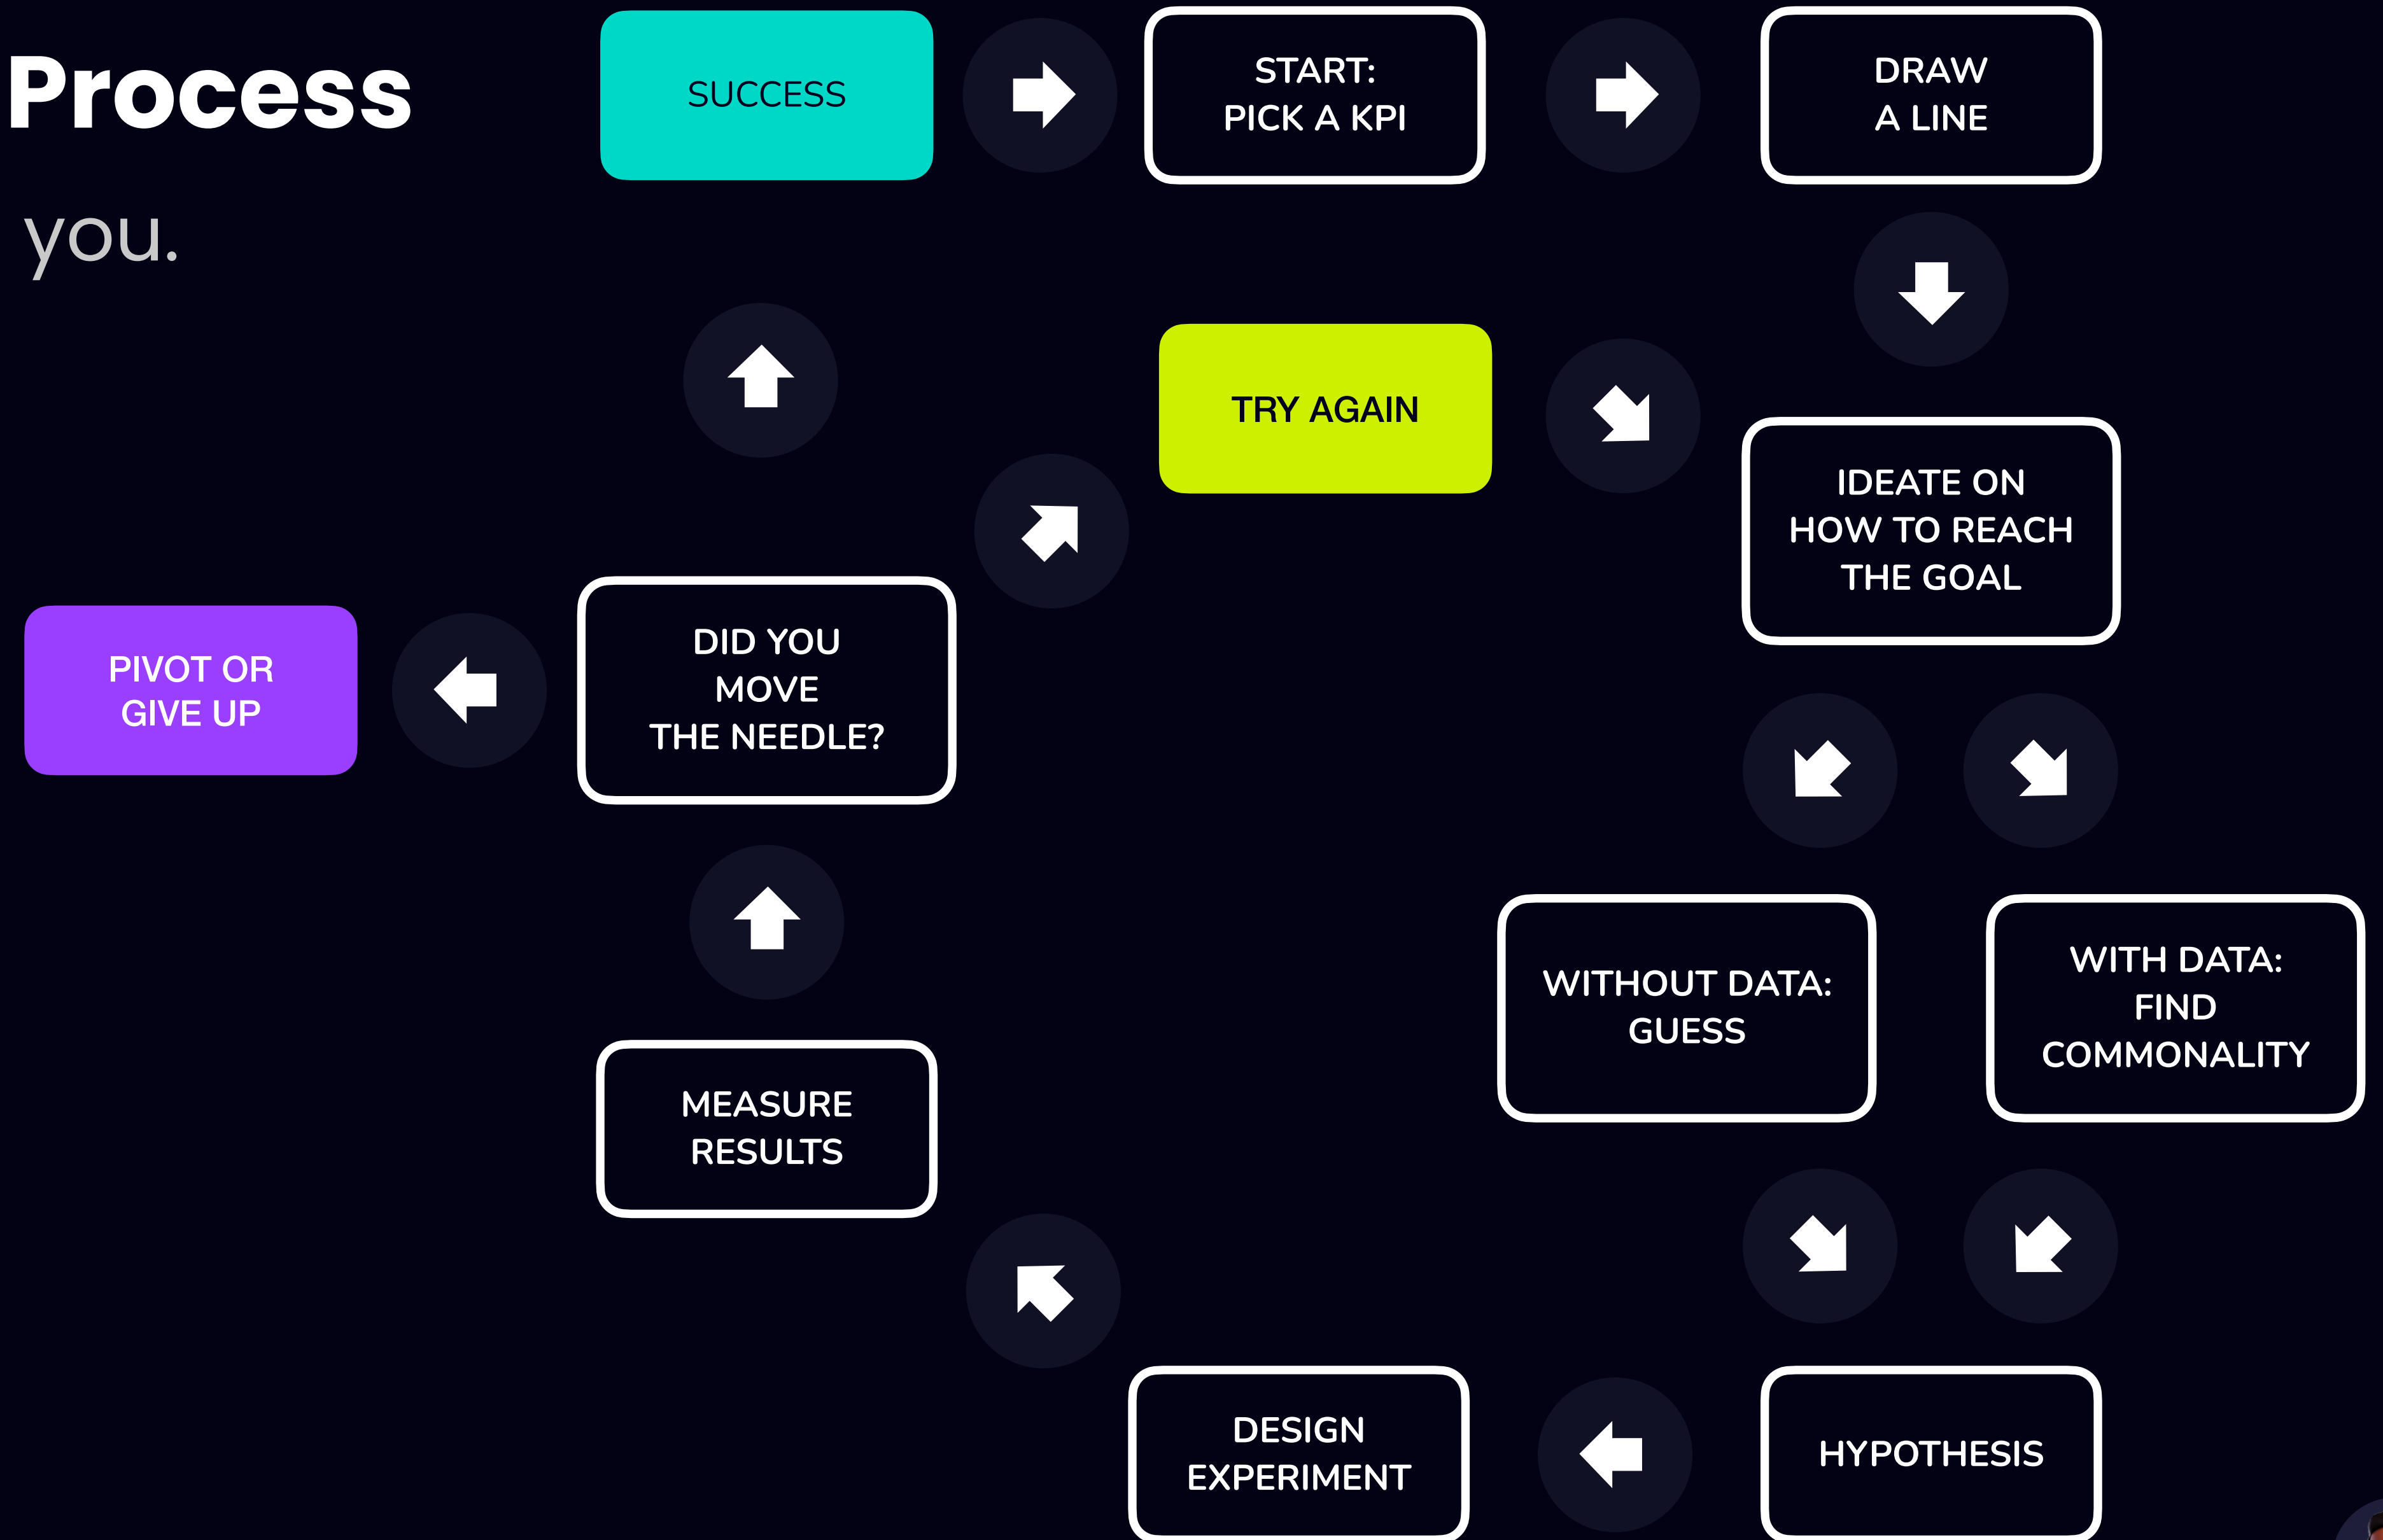 Process
you.
SUCCESS
START:
PICK A KPI
DRAW
A LINE
TRY AGAIN
IDEATE ON
HOW TO REACH
THE GOAL
PIVOT OR
GIVE UP
DID YOU
MOVE
THE NEEDLE?
WITHOUT DATA:
GUESS
WITH DATA:
FIND
COMMONALITY
MEASURE
RESULTS
DESIGN
EXPERIMENT
HYPOTHESIS